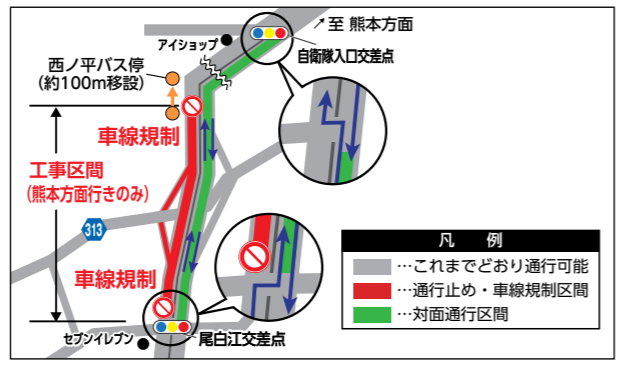 ↗至 熊本方面
アイショップ
自衛隊入口交差点
西ノ平バス停
(約100m移設)
車線規制
工事区間
(熊本方面行きのみ)
313
車線規制
セブンイレブン
尾白江交差点
凡 例
…これまでどおり通行可能
…通行止め・車線規制区間
…対面通行区間